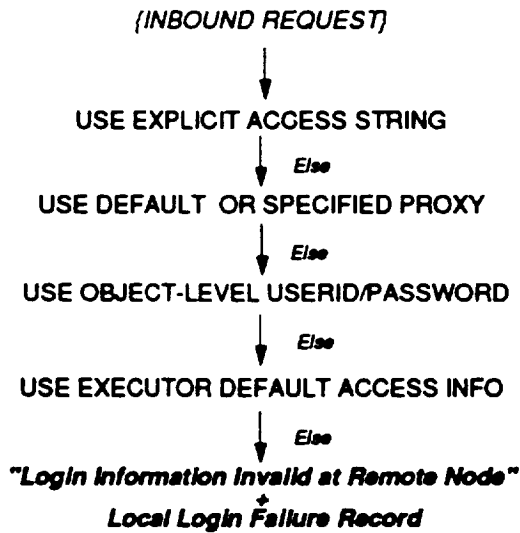 {INBOUND REQUEST}
USE EXPLICIT ACCESS STRING
Else
USE DEFAULT OR SPECIFIED PROXY
Else
USE OBJECT-LEVEL USERID/PASSWORD
Else
USE EXECUTOR DEFAULT ACCESS INFO
Else
"Login Information Invalid at Remote Node"
+
Local Login Failure Record